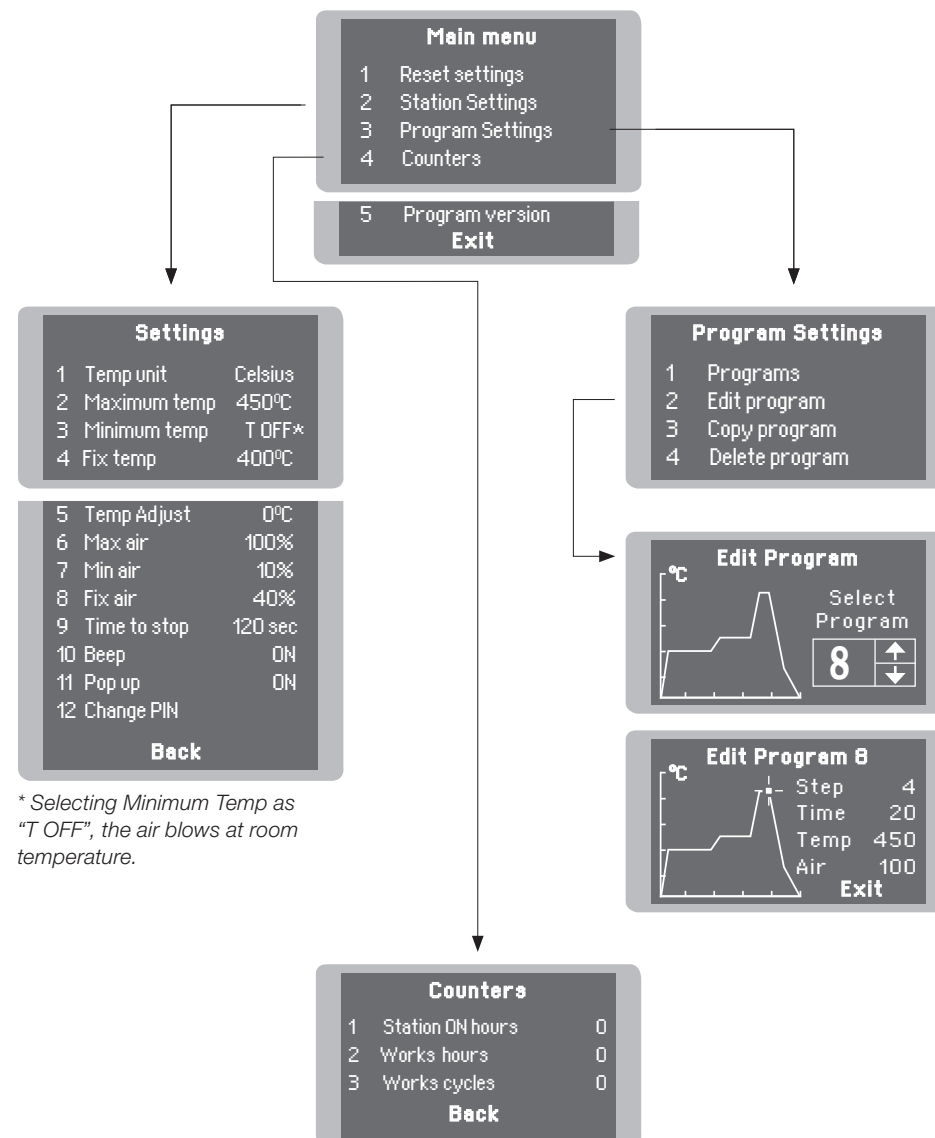 Main menu
1 Reset settings
2 Station Settings
3 Program Settings
4 Counters
5 Program version
Exit
Settings
1 Temp unit Celsius
2 Maximum temp 450ºC
3 Minimum temp T OFF*
4 Fix temp 400ºC
5 Temp Adjust 0ºC
6 Max air 100%
7 Min air 10%
8 Fix air 40%
9 Time to stop 120 sec
10 Beep ON
11 Pop up ON
12 Change PIN
Back
* Selecting Minimum Temp as
"T OFF", the air blows at room
temperature.
Program Settings
1 Programs
2 Edit program
3 Copy program
4 Delete program
Edit Program
ºC
Select
Program
8
Edit Program 8
ºC
Step 4
Time 20
Temp 450
Air 100
Exit
Counters
1 Station ON hours 0
2 Works hours 0
3 Works cycles 0
Back